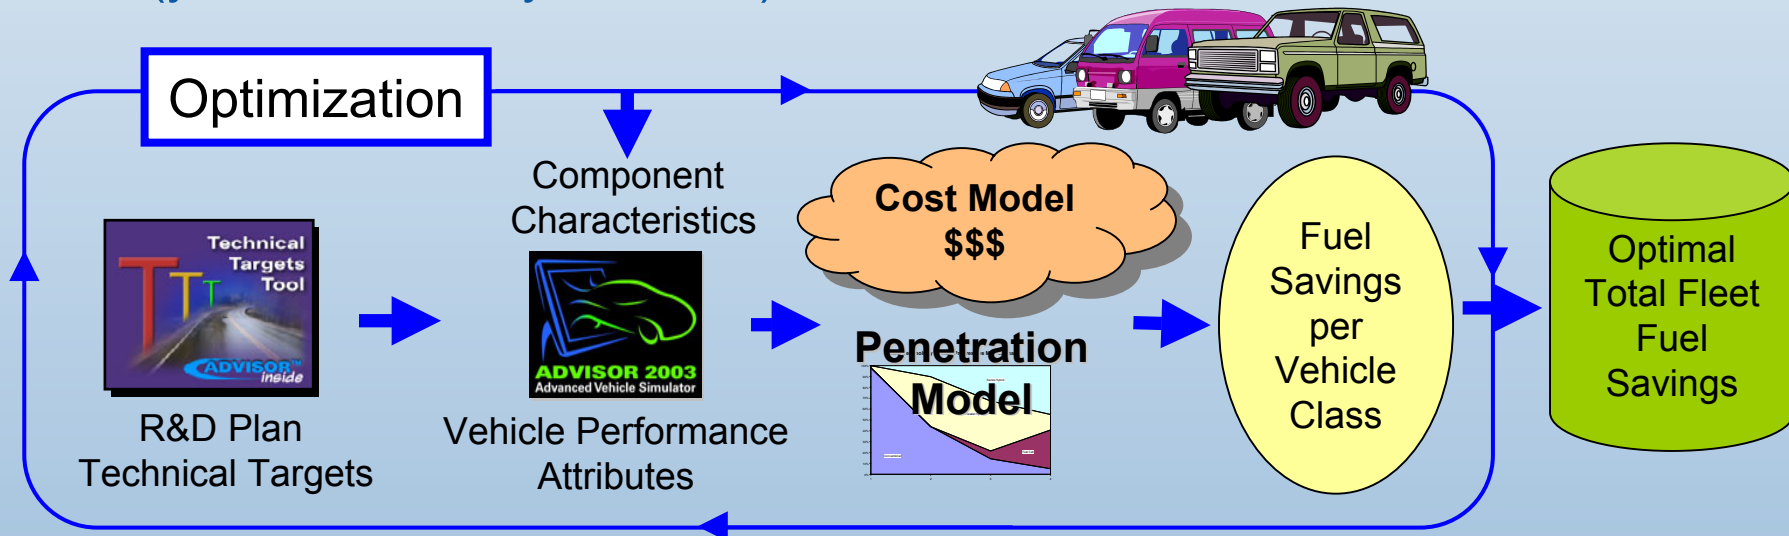 Optimization
Component
Characteristics
Cost Model
$$$
Technical
Targets
Tool
T T T
ADVISOR™
inside
ADVISOR 2003
Advanced Vehicle Simulator
Penetration
Model
Fuel
Savings
per
Vehicle
Class
Optimal
Total Fleet
Fuel
Savings
R&D Plan
Technical Targets
Vehicle Performance
Attributes